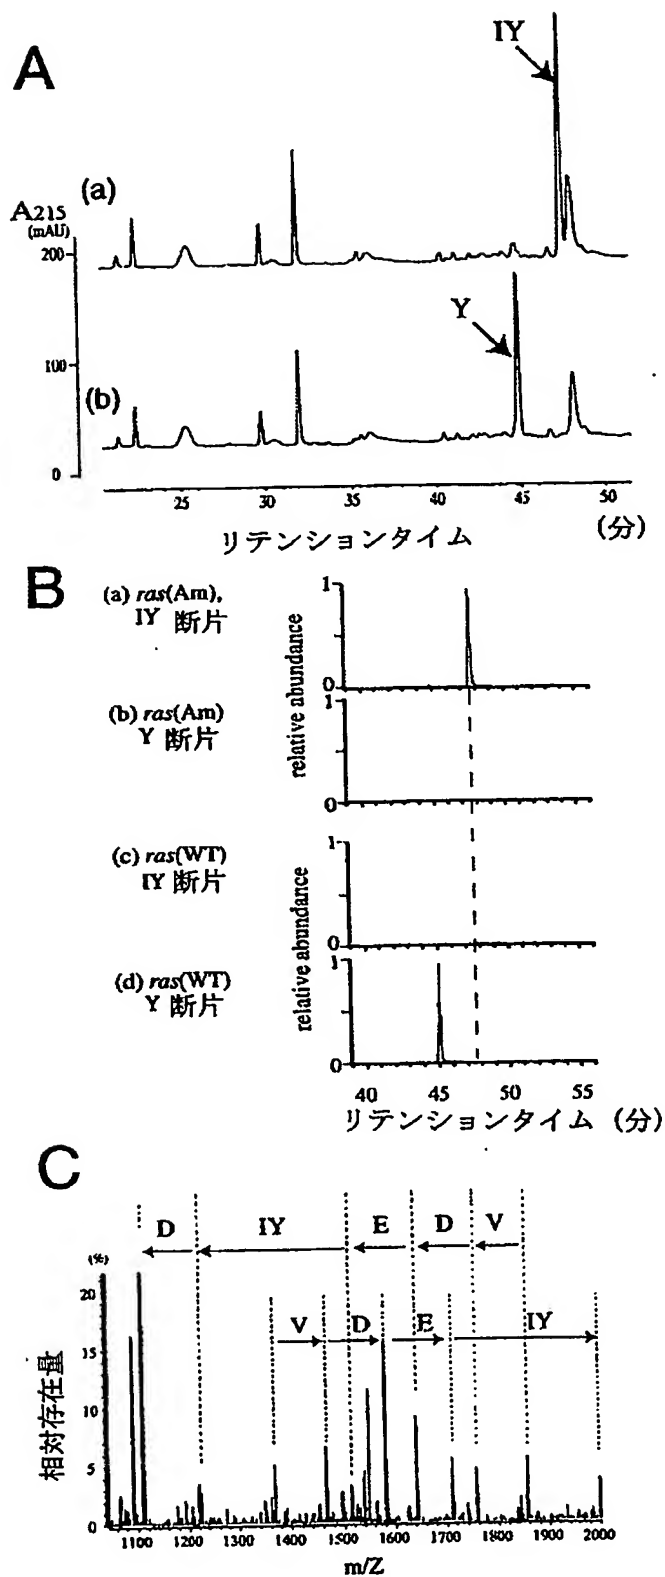 A
IY
(a)
A215
(mAU)
200
Y
100
(b)
0
25 30 35 40 45 50
リテンションタイム (分)
B
(a) ras(Am),
IY 断片
1
0
relative abundance
(b) ras(Am)
Y 断片
1
0
(c) ras(WT)
IY 断片
1
0
relative abundance
(d) ras(WT)
Y 断片
1
0
40 45 50 55
リテンションタイム (分)
C
D IY E D V
(%)
V D E IY
20
15
10
5
0
相対存在量
1100 1200 1300 1400 1500 1600 1700 1800 1900 2000
m/Z